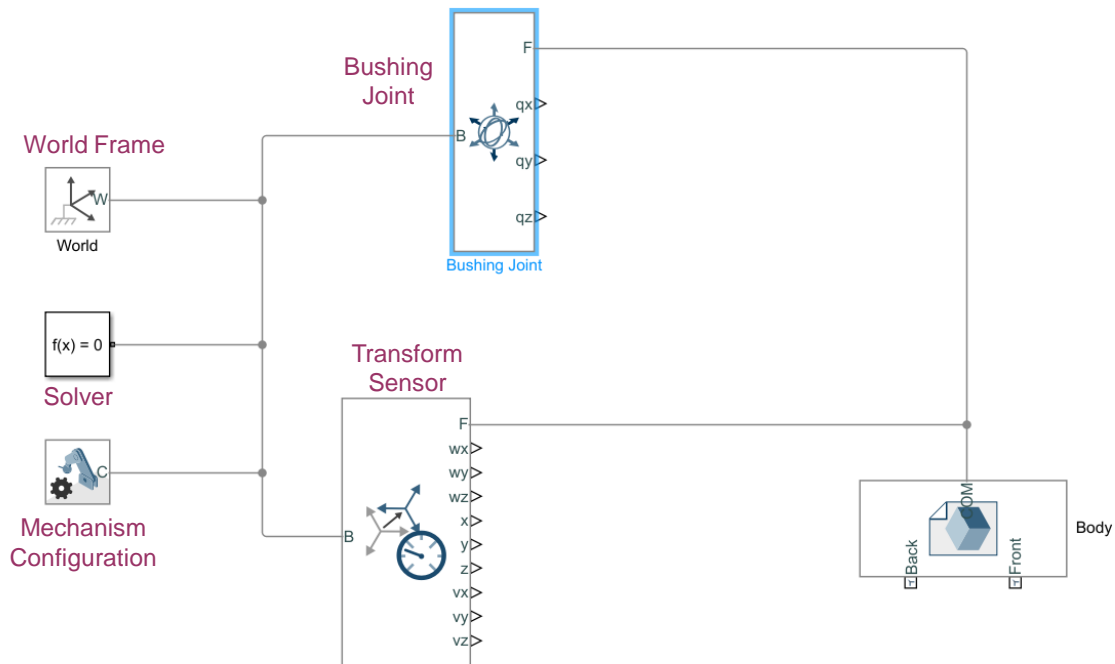 F
Bushing
Joint
qx
B
World Frame
qy
W
qz
World
Bushing Joint
f(x) = 0
Transform
Sensor
Solver
F
wx
wy
C
wz
COM
x
Mechanism
Configuration
B
y
Body
z
Back
Front
vx
vy
vz